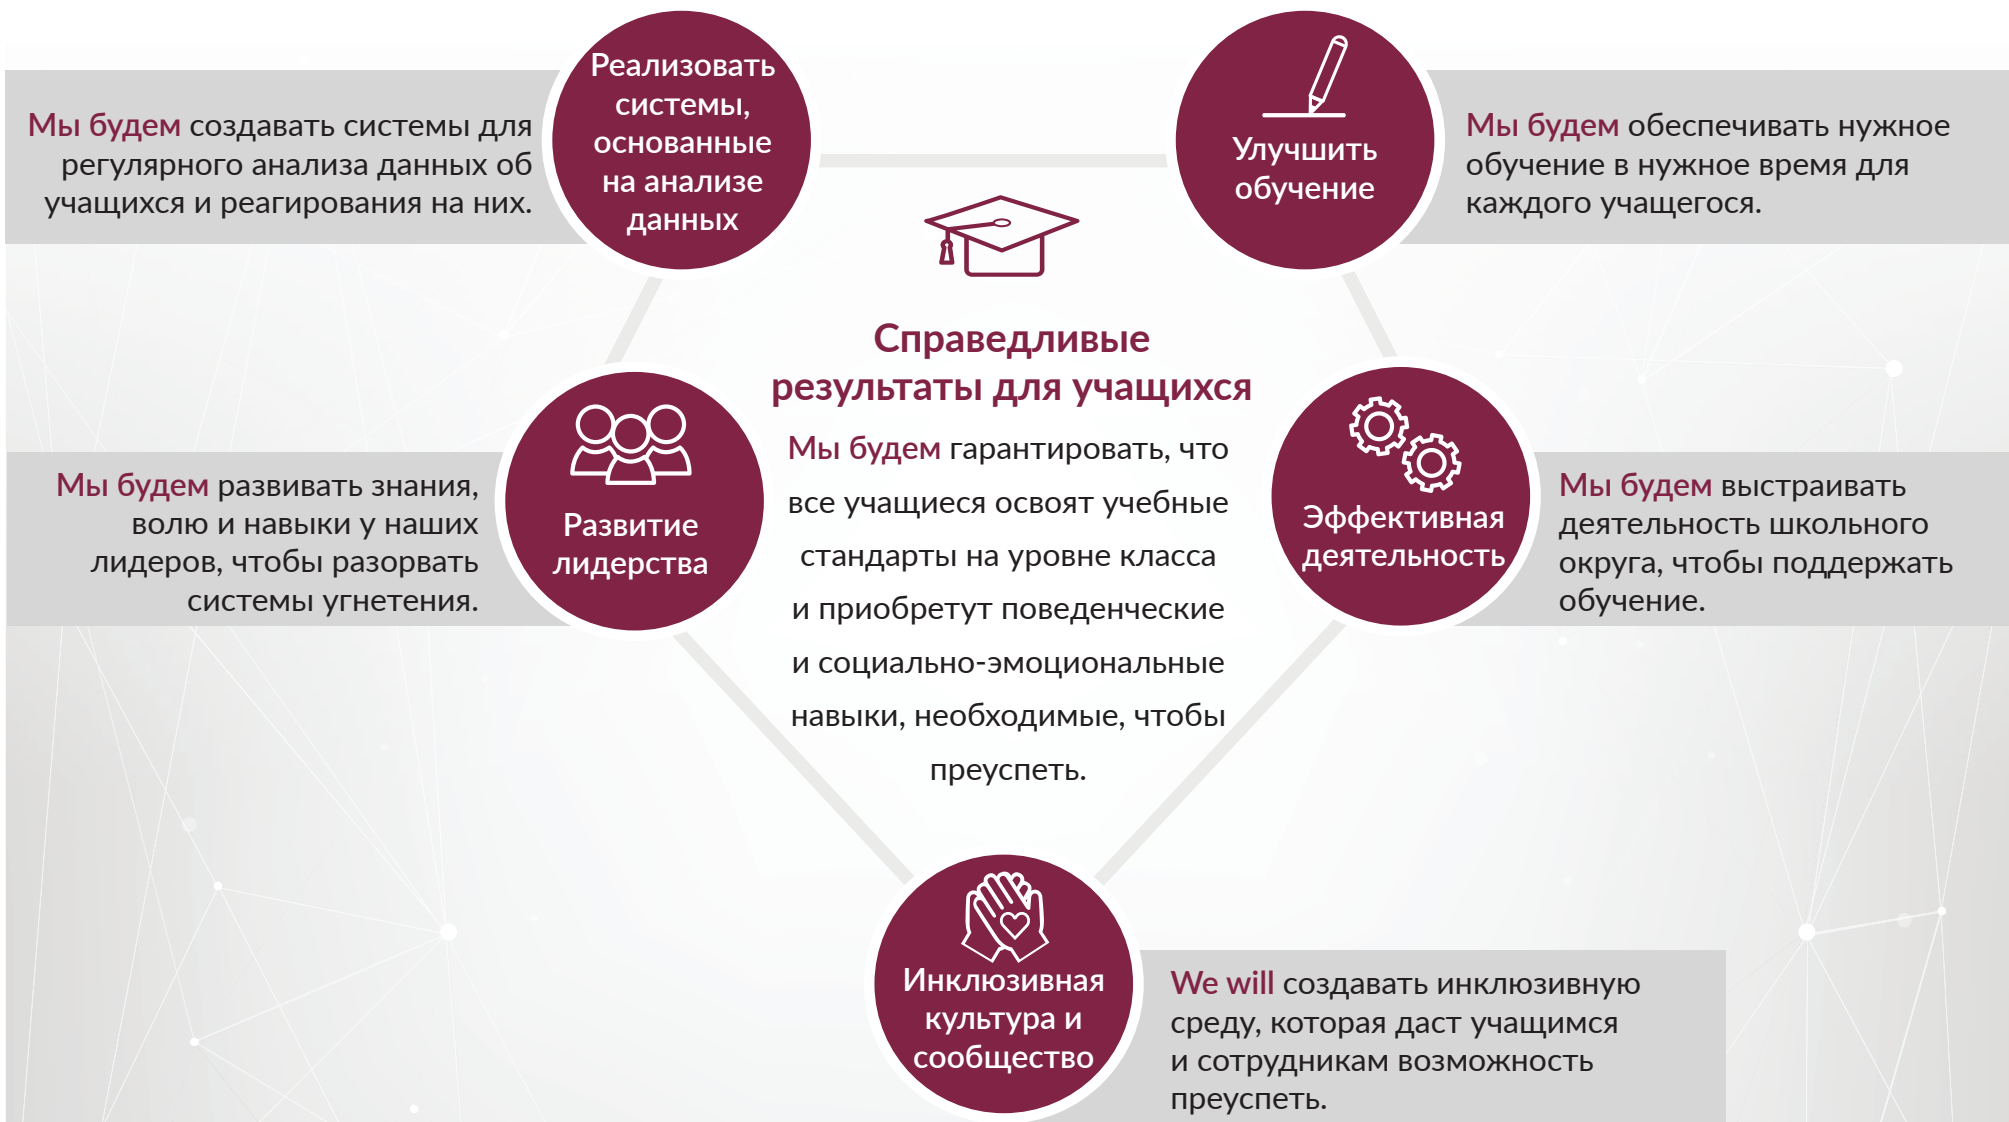 Реализовать
системы,
основанные
на анализе
данных
Мы будем создавать системы для
регулярного анализа данных об
учащихся и реагирования на них.
Улучшить
обучение
Мы будем обеспечивать нужное
обучение в нужное время для
каждого учащегося.
Справедливые
результаты для учащихся
Мы будем гарантировать, что
все учащиеся освоят учебные
стандарты на уровне класса
и приобретут поведенческие
и социально-эмоциональные
навыки, необходимые, чтобы
преуспеть.
Развитие
лидерства
Мы будем развивать знания,
волю и навыки у наших
лидеров, чтобы разорвать
системы угнетения.
Эффективная
деятельность
Мы будем выстраивать
деятельность школьного
округа, чтобы поддержать
обучение.
Инклюзивная
культура и
сообщество
We will создавать инклюзивную
среду, которая даст учащимся
и сотрудникам возможность
преуспеть.